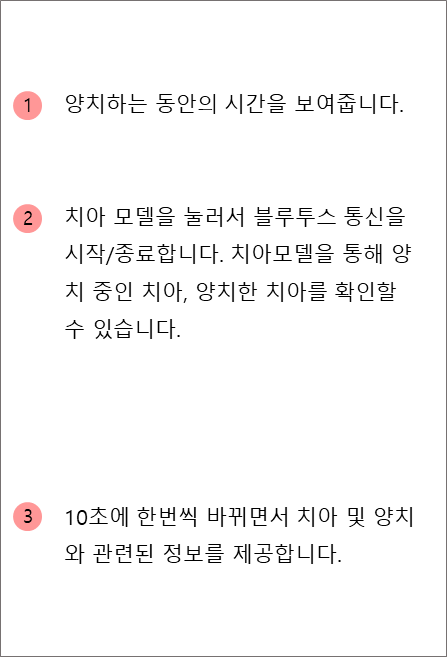 1 양치하는 동안의 시간을 보여줍니다.
2 치아 모델을 눌러서 블루투스 통신을
시작/종료합니다. 치아모델을 통해 양
치 중인 치아, 양치한 치아를 확인할
수 있습니다.
3 10초에 한번씩 바뀌면서 치아 및 양치
와 관련된 정보를 제공합니다.